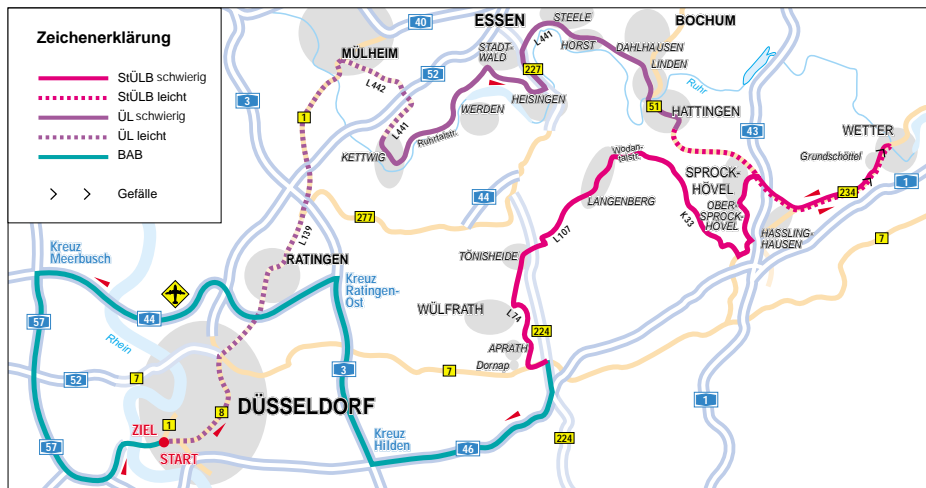 Zeichenerklärung
StÜLB schwierig
StÜLB leicht
ÜL schwierig
ÜL leicht
BAB
Gefälle
40
ESSEN
STEELE
BOCHUM
MÜLHEIM
STADT-
WALD
L441
HORST
DAHLHAUSEN
LINDEN
52
227
L442
3
1
HEISINGEN
Ruhr
51
HATTINGEN
WERDEN
L441
Ruhrtalstr.
KETTWIG
43
WETTER
Grundschöttel
Wodan-
talstr.
SPROCK-
HÖVEL
1
44
LANGENBERG
OBER-
SPROCK-
HÖVEL
234
K33
HASSLING-
HAUSEN
277
7
L139
L107
Kreuz
Meerbusch
RATINGEN
Kreuz
Ratingen-
Ost
TÖNISHEIDE
WÜLFRATH
L74
57
44
224
Rhein
APRATH
Dornap
3
7
52
7
1
DÜSSELDORF
8
1
ZIEL
START
57
Kreuz
Hilden
46
224